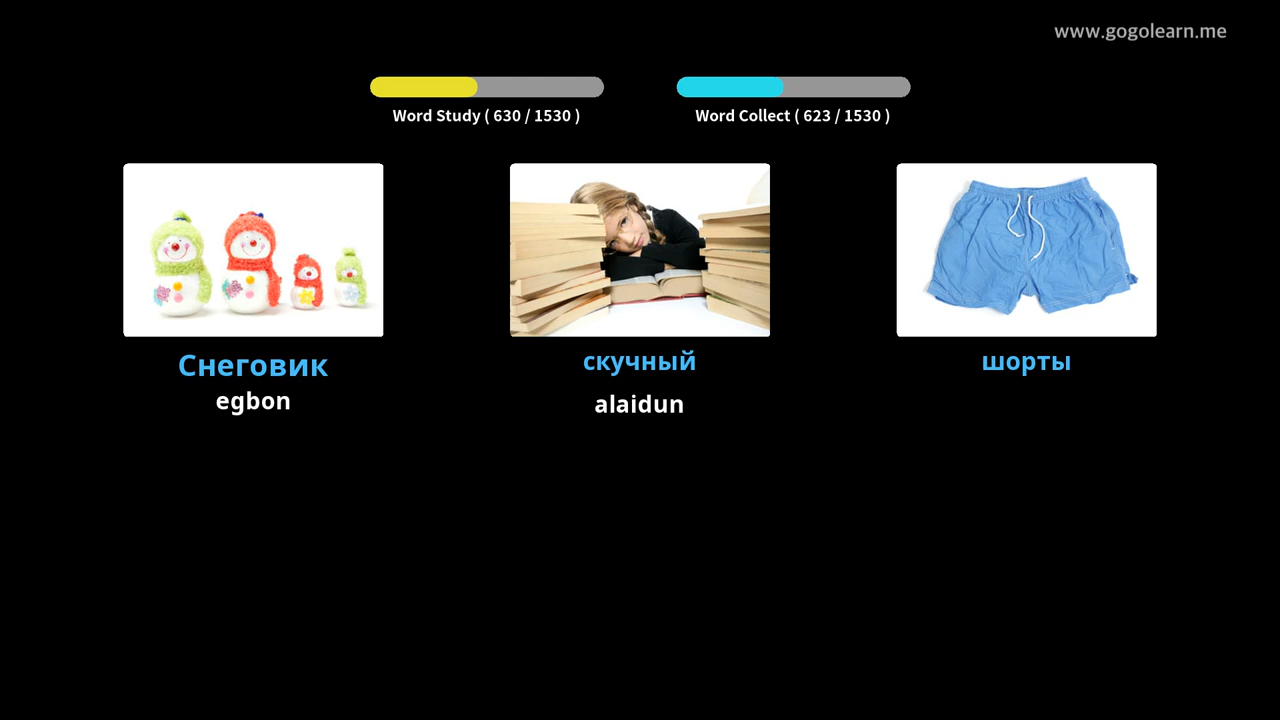 www.gogolearn.me
Word Study ( 630 / 1530 )
Word Collect ( 623 / 1530 )
Снеговик
egbon
скучный
alaidun
шорты